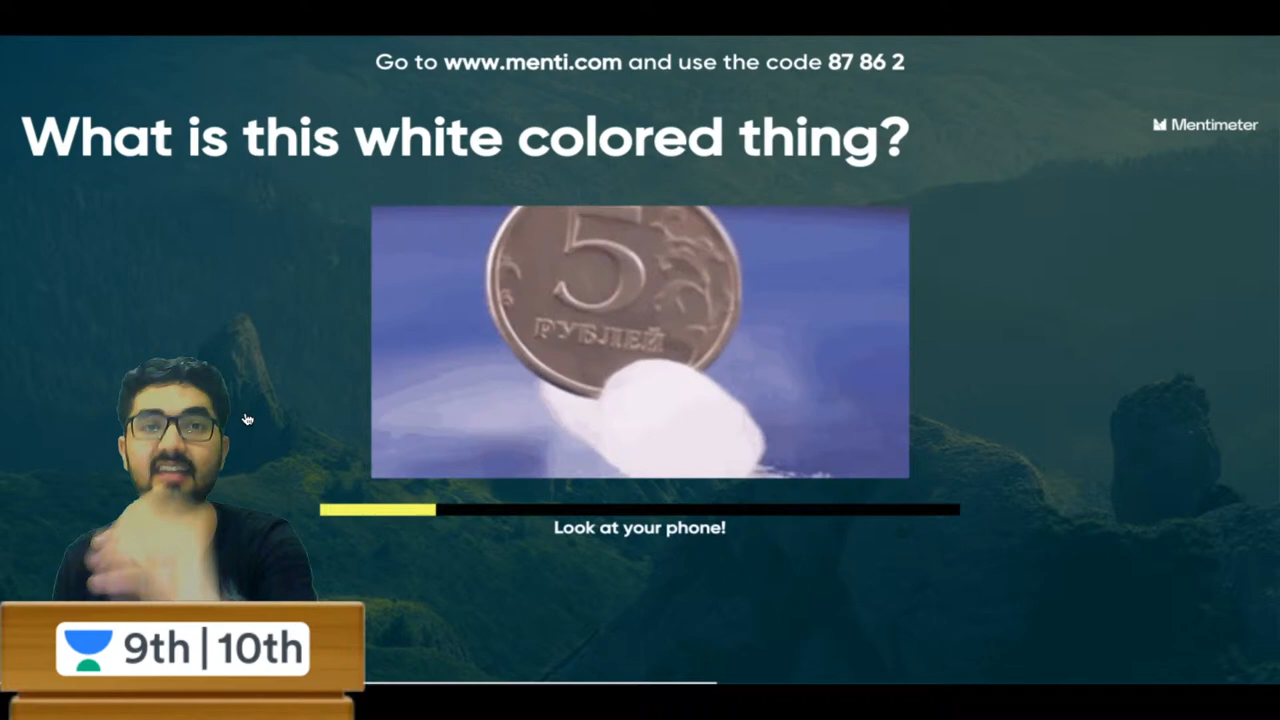 Go to www.menti.com and use the code 87 86 2
What is this white colored thing?
Mentimeter
5
РУБЛЕЙ
Look at your phone!
9th | 10th